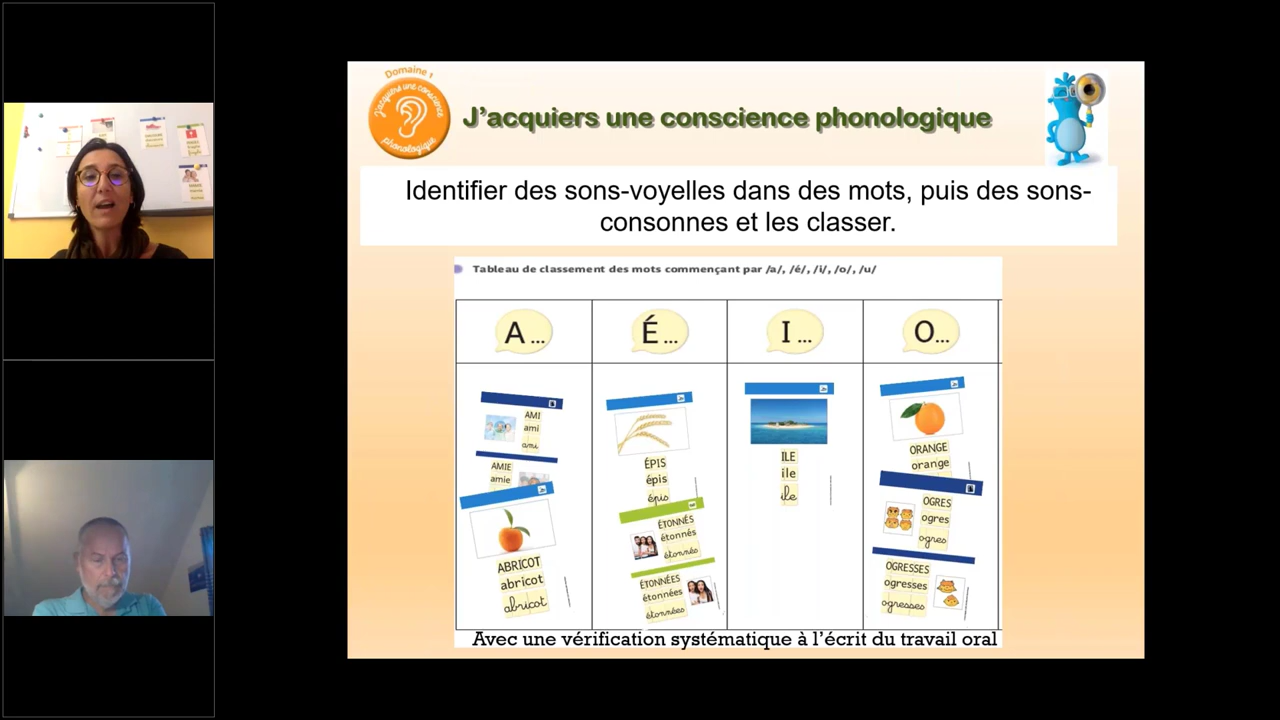 Domaine 1
J'acquiers une conscience
phonologique
J'acquiers une conscience phonologique
Identifier des sons-voyelles dans des mots, puis des sons-
consonnes et les classer.
Tableau de classement des mots commençant par /a/, /é/, /i/, /o/, /u/
A ...
É ...
I ...
O...
AMI
ami
ami
AMIE
amie
ABRICOT
abricot
abricot
ÉPIS
épis
épis
ÉTONNÉS
étonnés
étonnés
ÉTONNÉES
étonnées
étonnées
ILE
ile
ile
ORANGE
orange
OGRES
ogres
ogres
OGRESSES
ogresses
ogresses
Avec une vérification systématique à l'écrit du travail oral